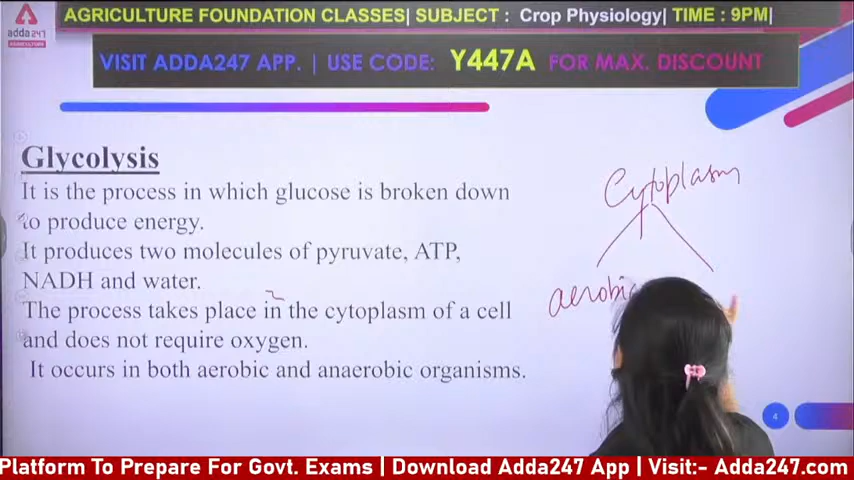 AGRICULTURE FOUNDATION CLASSES| SUBJECT : Crop Physiology| TIME : 9PM|
adda247
AGRICULTURE
VISIT ADDA247 APP. | USE CODE: Y447A FOR MAX. DISCOUNT
Glycolysis
It is the process in which glucose is broken down
to produce energy.
It produces two molecules of pyruvate, ATP,
NADH and water.
The process takes place in the cytoplasm of a cell
and does not require oxygen.
It occurs in both aerobic and anaerobic organisms.
Cytoplasm
aerobic
4
Platform To Prepare For Govt. Exams | Download Adda247 App | Visit:- Adda247.com